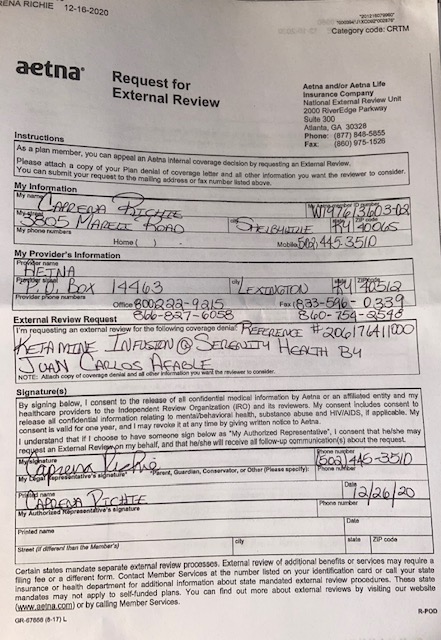 RENA RICHIE 12-16-2020
Category code: CRTM
aetna
Request for
External Review
Aetna and/or Aetna Life
Insurance Company
National External Review Unit
2000 RiverEdge Parkway
Suite 300
Atlanta, GA 30328
Phone: (877) 848-5855
Fax: (860) 975-1526
Instructions
As a plan member, you can appeal an Aetna internal coverage decision by requesting an External Review.
Please attach a copy of your Plan denial of coverage letter and all other information you want the reviewer to consider.
You can submit your request to the mailing address or fax number listed above.
My Information
My name CAPRENA RICHIE My Aetna member ID number W197613603-02
My street 3805 MARELI ROAD city SHELBYVILLE state KY ZIP code 40065
My phone numbers Home ( ) Mobile (502) 445-3510
My Provider's Information
Provider name AETNA
P.O. BOX 14463 city LEXINGTON state KY ZIP code 40512
Provider phone numbers Office 800 222-9215 Fax (833-596-0339
866-827-6058 860-754-2548
External Review Request
I'm requesting an external review for the following coverage denial: REFERENCE #206176411000
KETAMINE INFUSION @ SERENITY HEALTH BY
JUAN CARLOS AFABLE
NOTE: Attach copy of coverage denial and all other information you want the reviewer to consider.
Signature(s)
By signing below, I consent to the release of all confidential medical information by Aetna or an affiliated entity and my
healthcare providers to the Independent Review Organization (IRO) and its reviewers. My consent includes consent to
release all confidential information relating to mental/behavioral health, substance abuse and HIV/AIDS, if applicable. My
consent is valid for one year, and I may revoke it at any time by giving written notice to Aetna.
I understand that if I choose to have someone sign below as "My Authorized Representative", I consent that he/she may
request an External Review on my behalf, and that he/she will receive all follow-up communication(s) about the request.
My signature Caprena Richie Phone number (502) 445-3510
My Legal Representative's signature Parent, Guardian, Conservator, or Other (Please specify): Phone number
Printed name CAPRENA RICHIE Date 12/26/20
My Authorized Representative's signature Phone number
Printed name Date
Street (if different than the Member's) city state ZIP code
Certain states mandate separate external review processes. External review of additional benefits or services may require a
filing fee or a different form. Contact Member Services at the number listed on your identification card or call your state
insurance or health department for additional information about state mandated external review procedures. These state
mandates may not apply to self-funded plans. You can find out more about external reviews by visiting our website
(www.aetna.com) or by calling Member Services.
GR-67668 (8-17) L R-POD